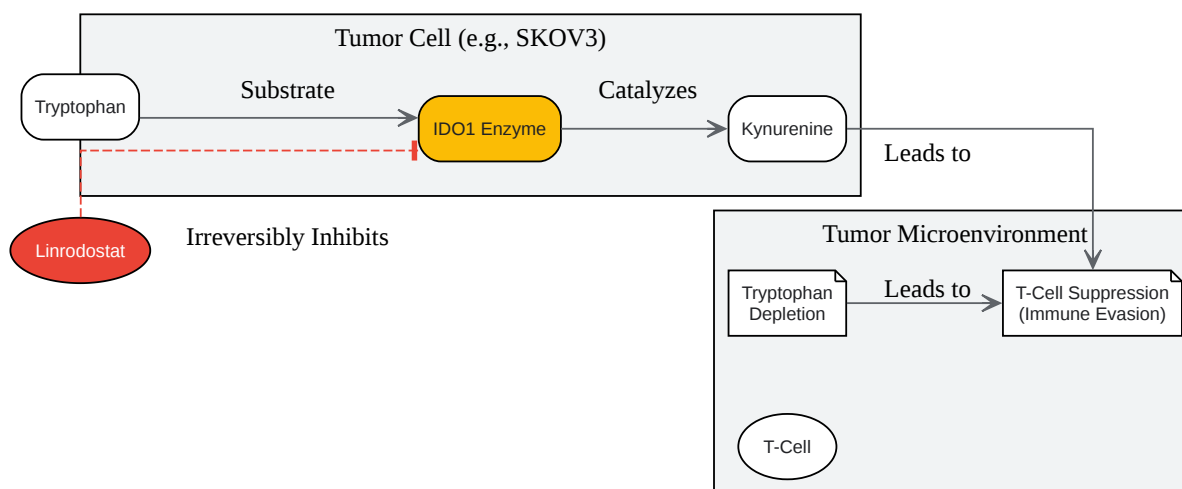 Tumor Cell (e.g., SKOV3)
Tryptophan
Substrate
IDO1 Enzyme
Catalyzes
Kynurenine
Leads to
Linrodostat
Irreversibly Inhibits
Tumor Microenvironment
Tryptophan
Depletion
Leads to
T-Cell Suppression
(Immune Evasion)
T-Cell